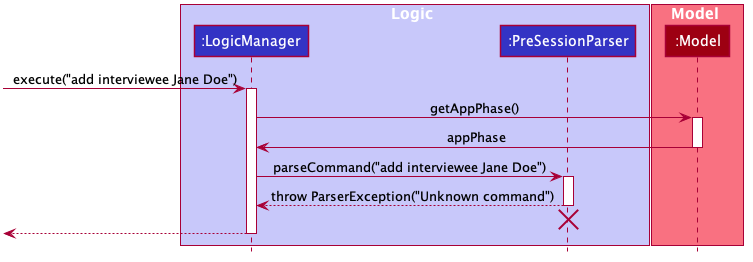 Logic
Model
:LogicManager
:PreSessionParser
:Model
execute("add interviewee Jane Doe")
getAppPhase()
appPhase
parseCommand("add interviewee Jane Doe")
throw ParserException("Unknown command")